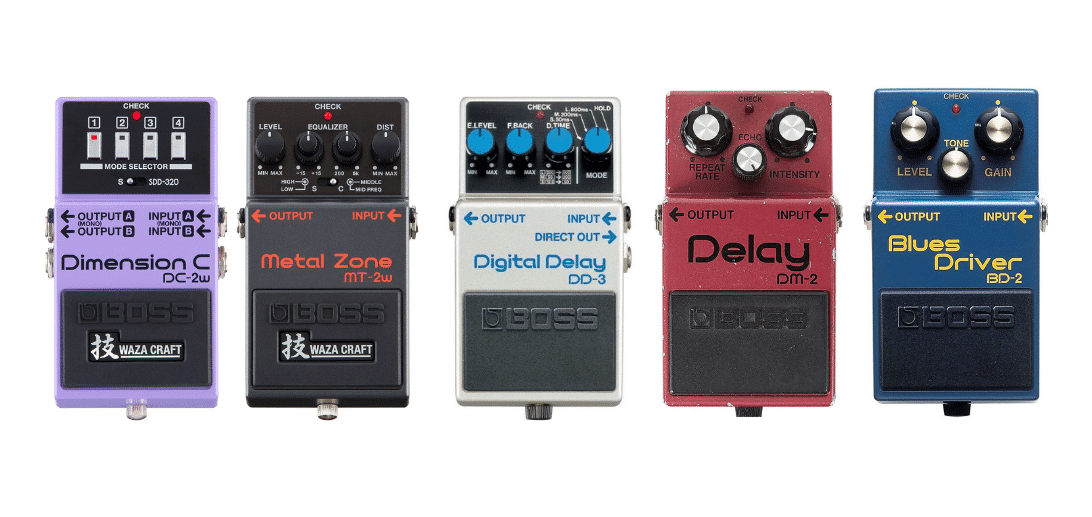 CHECK
1 2 3 4
MODE SELECTOR
S SDD-320
OUTPUT A INPUT A
(MONO) (MONO)
OUTPUT B INPUT B
Dimension C
DC-2w
BOSS
技 WAZA CRAFT
CHECK
LEVEL EQUALIZER DIST
MIN MAX -15 +15 200 5k MIN MAX
HIGH MIDDLE
LOW S C MID FREQ
OUTPUT INPUT
Metal Zone
MT-2w
BOSS
技 WAZA CRAFT
CHECK HOLD
L.800ms
M.200ms
S.50ms
E.LEVEL F.BACK D.TIME
MIN MAX MIN MAX
MODE
OUTPUT INPUT
DIRECT OUT
Digital Delay
DD-3
BOSS
CHECK
ECHO
REPEAT
RATE INTENSITY
OUTPUT INPUT
Delay
DM-2
BOSS
CHECK
TONE
LEVEL GAIN
OUTPUT INPUT
Blues
Driver
BD-2
BOSS